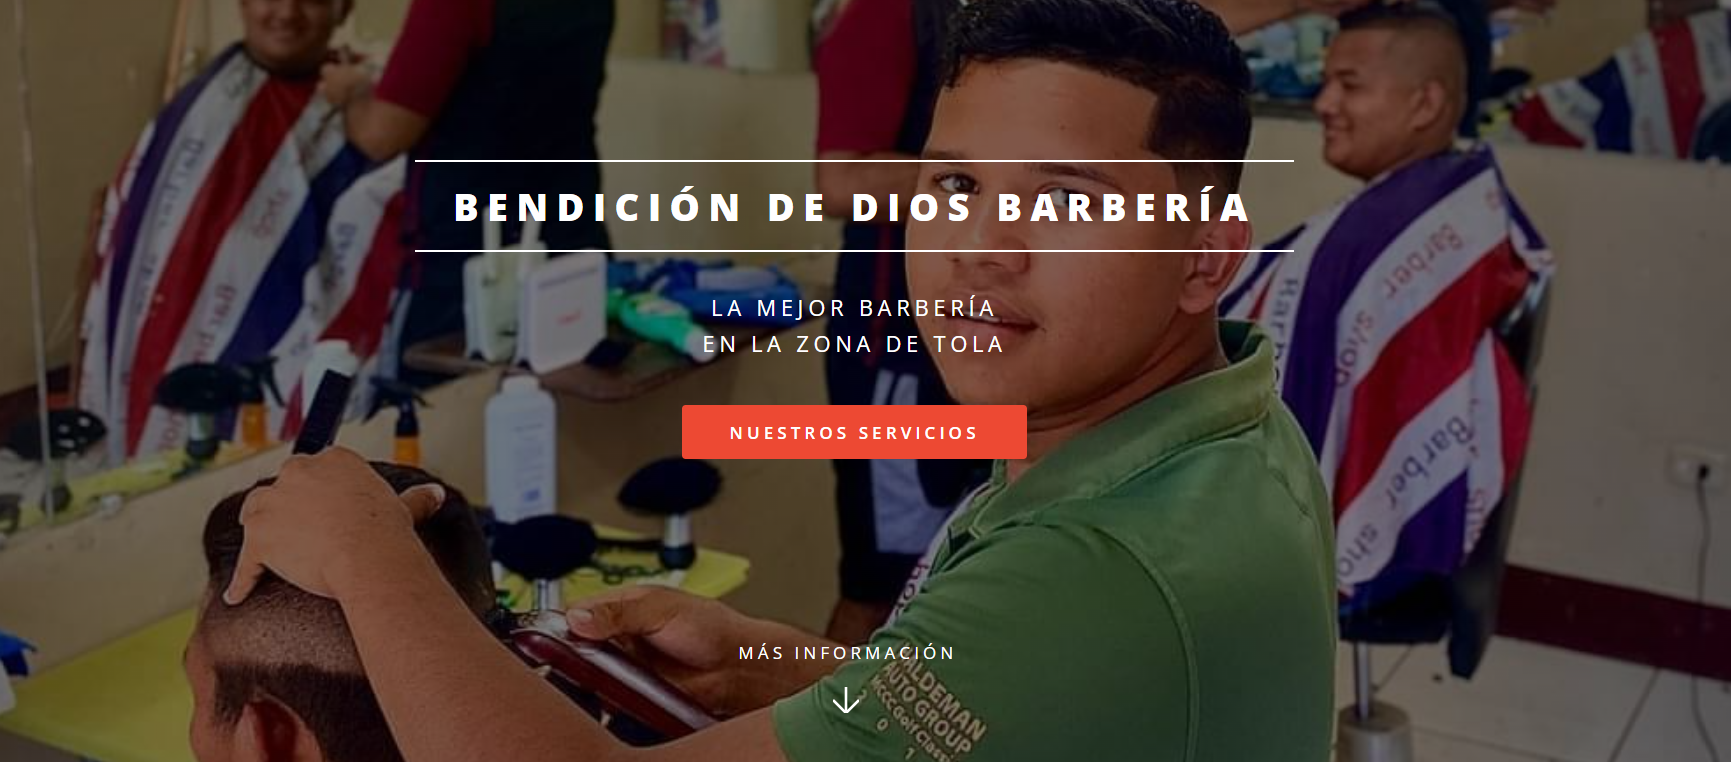 BENDICIÓN DE DIOS BARBERÍA
LA MEJOR BARBERÍA
EN LA ZONA DE TOLA
NUESTROS SERVICIOS
MÁS INFORMACIÓN
Barber
shop
Barber
shop
Barber
shop
ALDEMAN
AUTO GROUP
MCCC Golf Classic